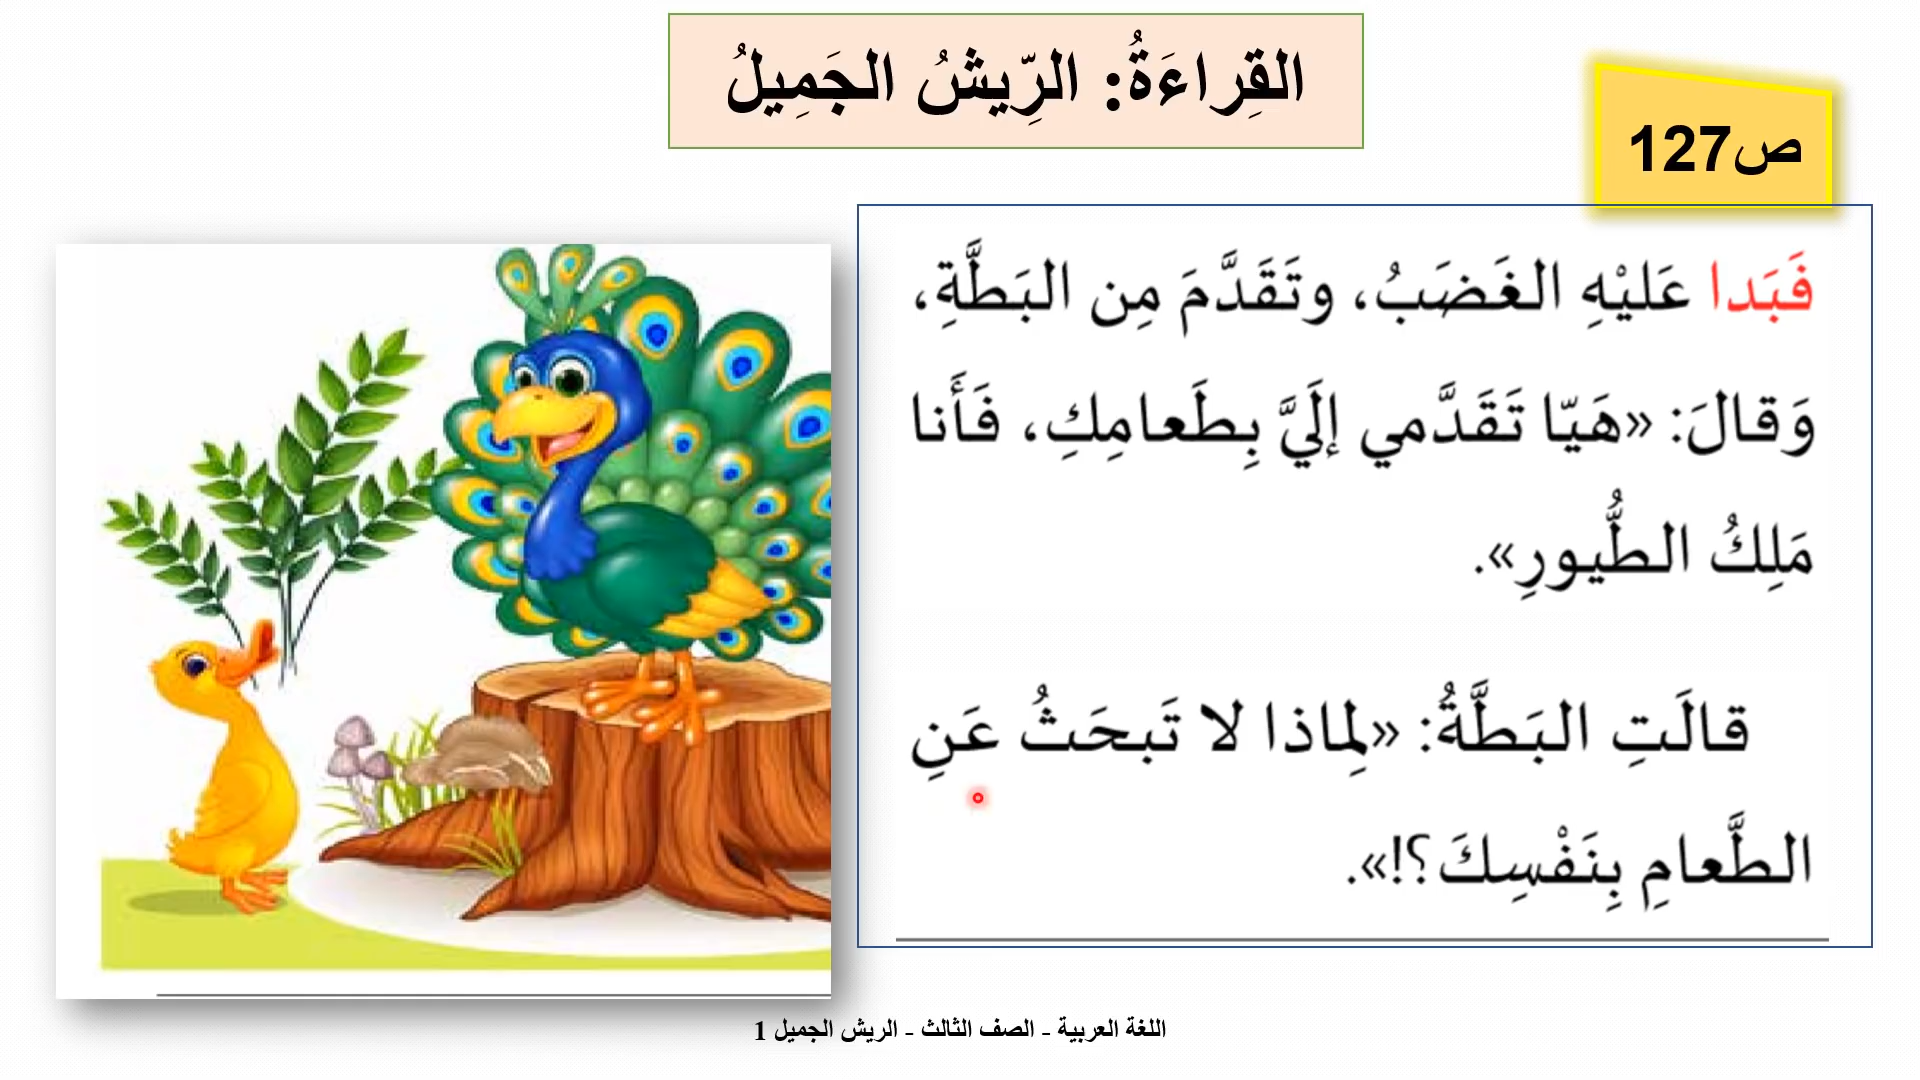 القِراءَةُ: الرِّيشُ الجَمِيلُ
ص127
فَبَدا عَليْهِ الغَضَبُ، وتَقَدَّمَ مِن البَطَّةِ،
وَقالَ: «هَيّا تَقَدَّمي إلَيَّ بِطَعامِكِ، فَأَنا
مَلِكُ الطُّيورِ».
قالَتِ البَطَّةُ: «لِماذا لا تَبحَثُ عَنِ
الطَّعامِ بِنَفْسِكَ؟!».
اللغة العربية - الصف الثالث - الريش الجميل 1